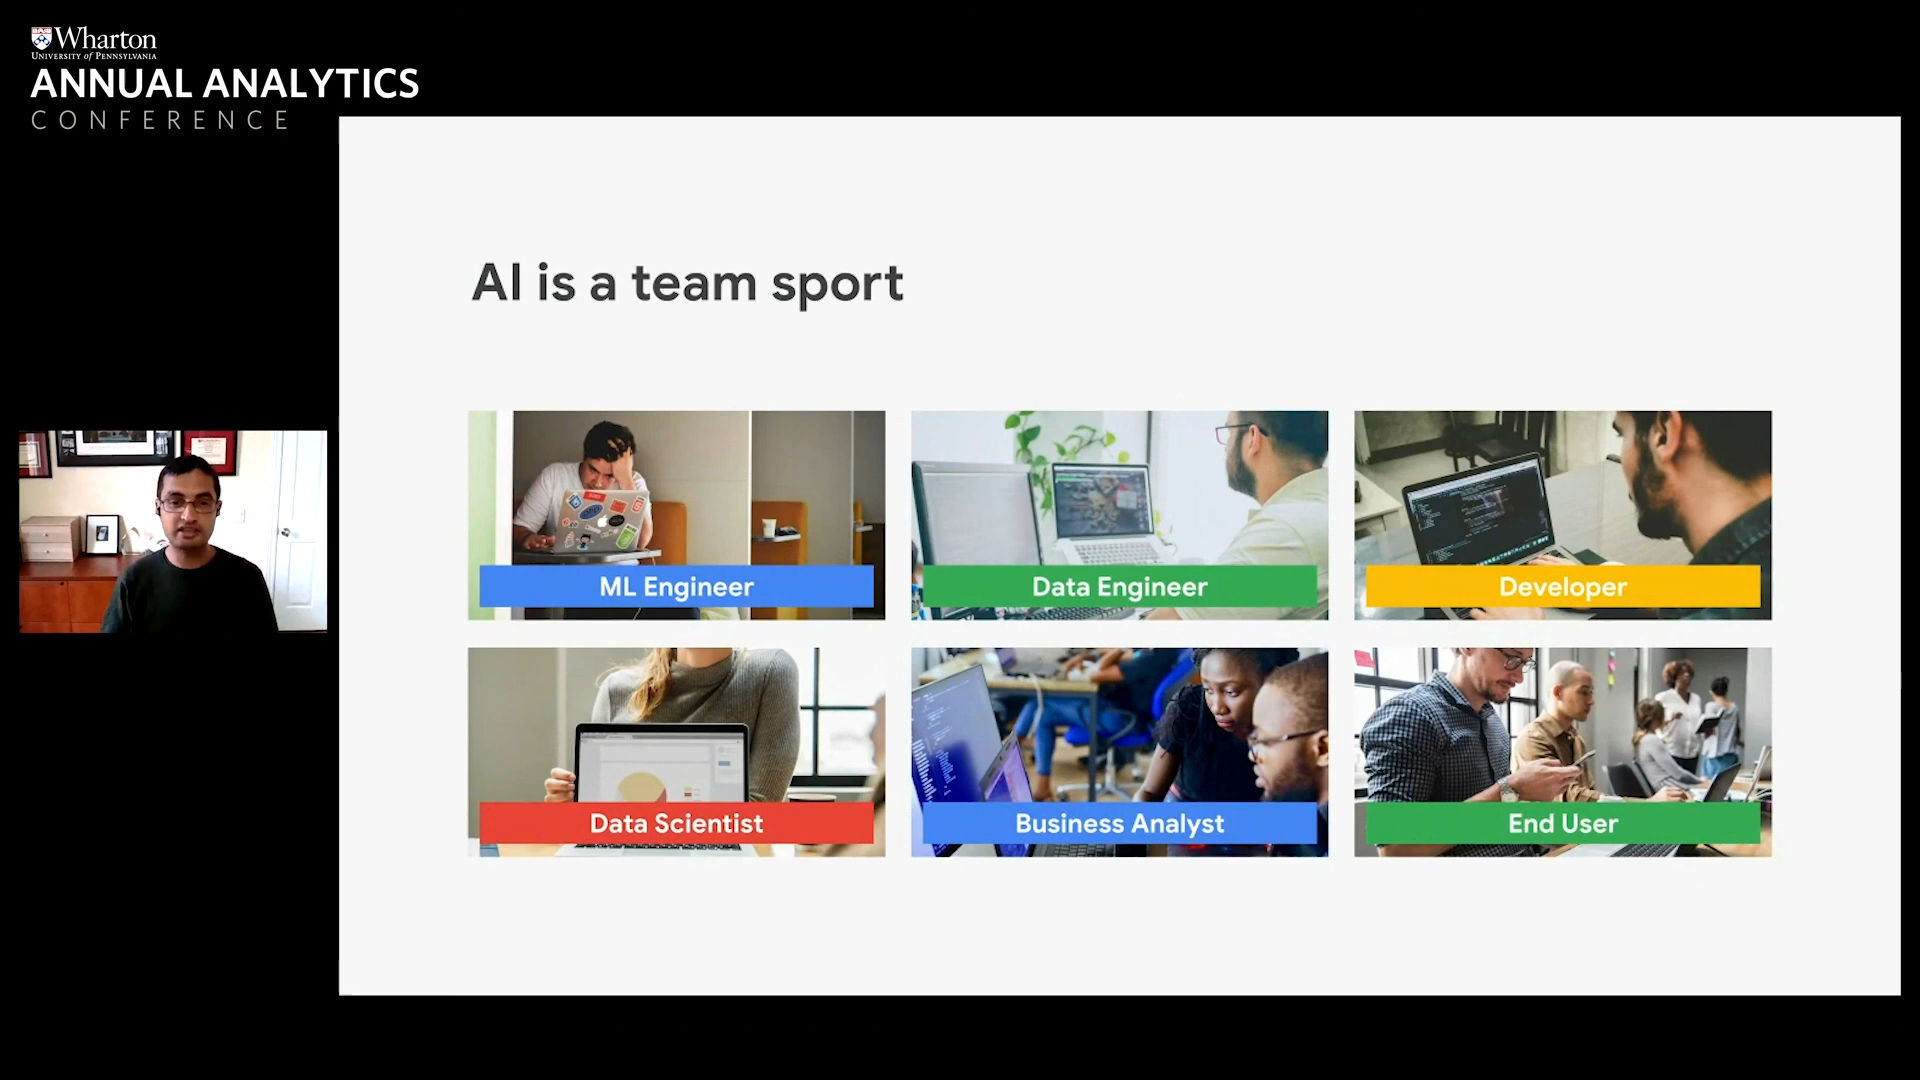 Wharton
UNIVERSITY of PENNSYLVANIA
ANNUAL ANALYTICS
CONFERENCE
AI is a team sport
ML Engineer
Data Engineer
Developer
Data Scientist
Business Analyst
End User